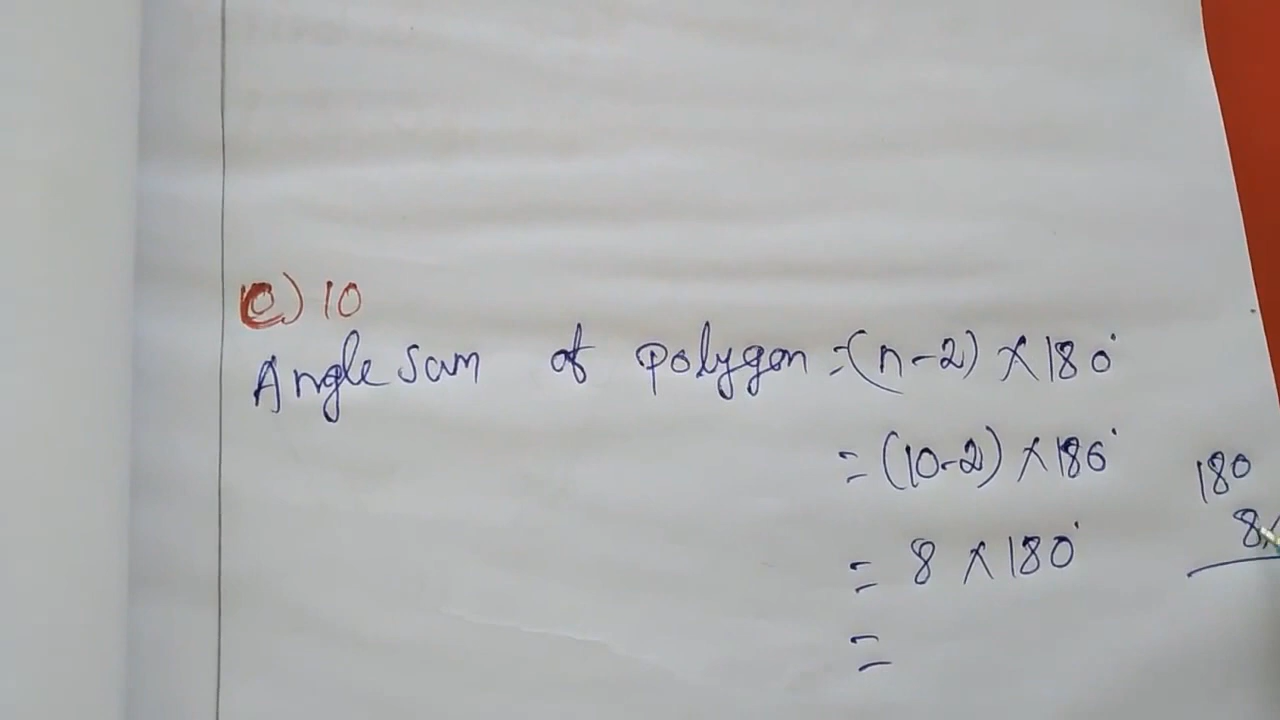 c) 10
Angle sum of polygon = (n-2) × 180°
= (10-2) × 180°
= 8 × 180°
=
180
8×